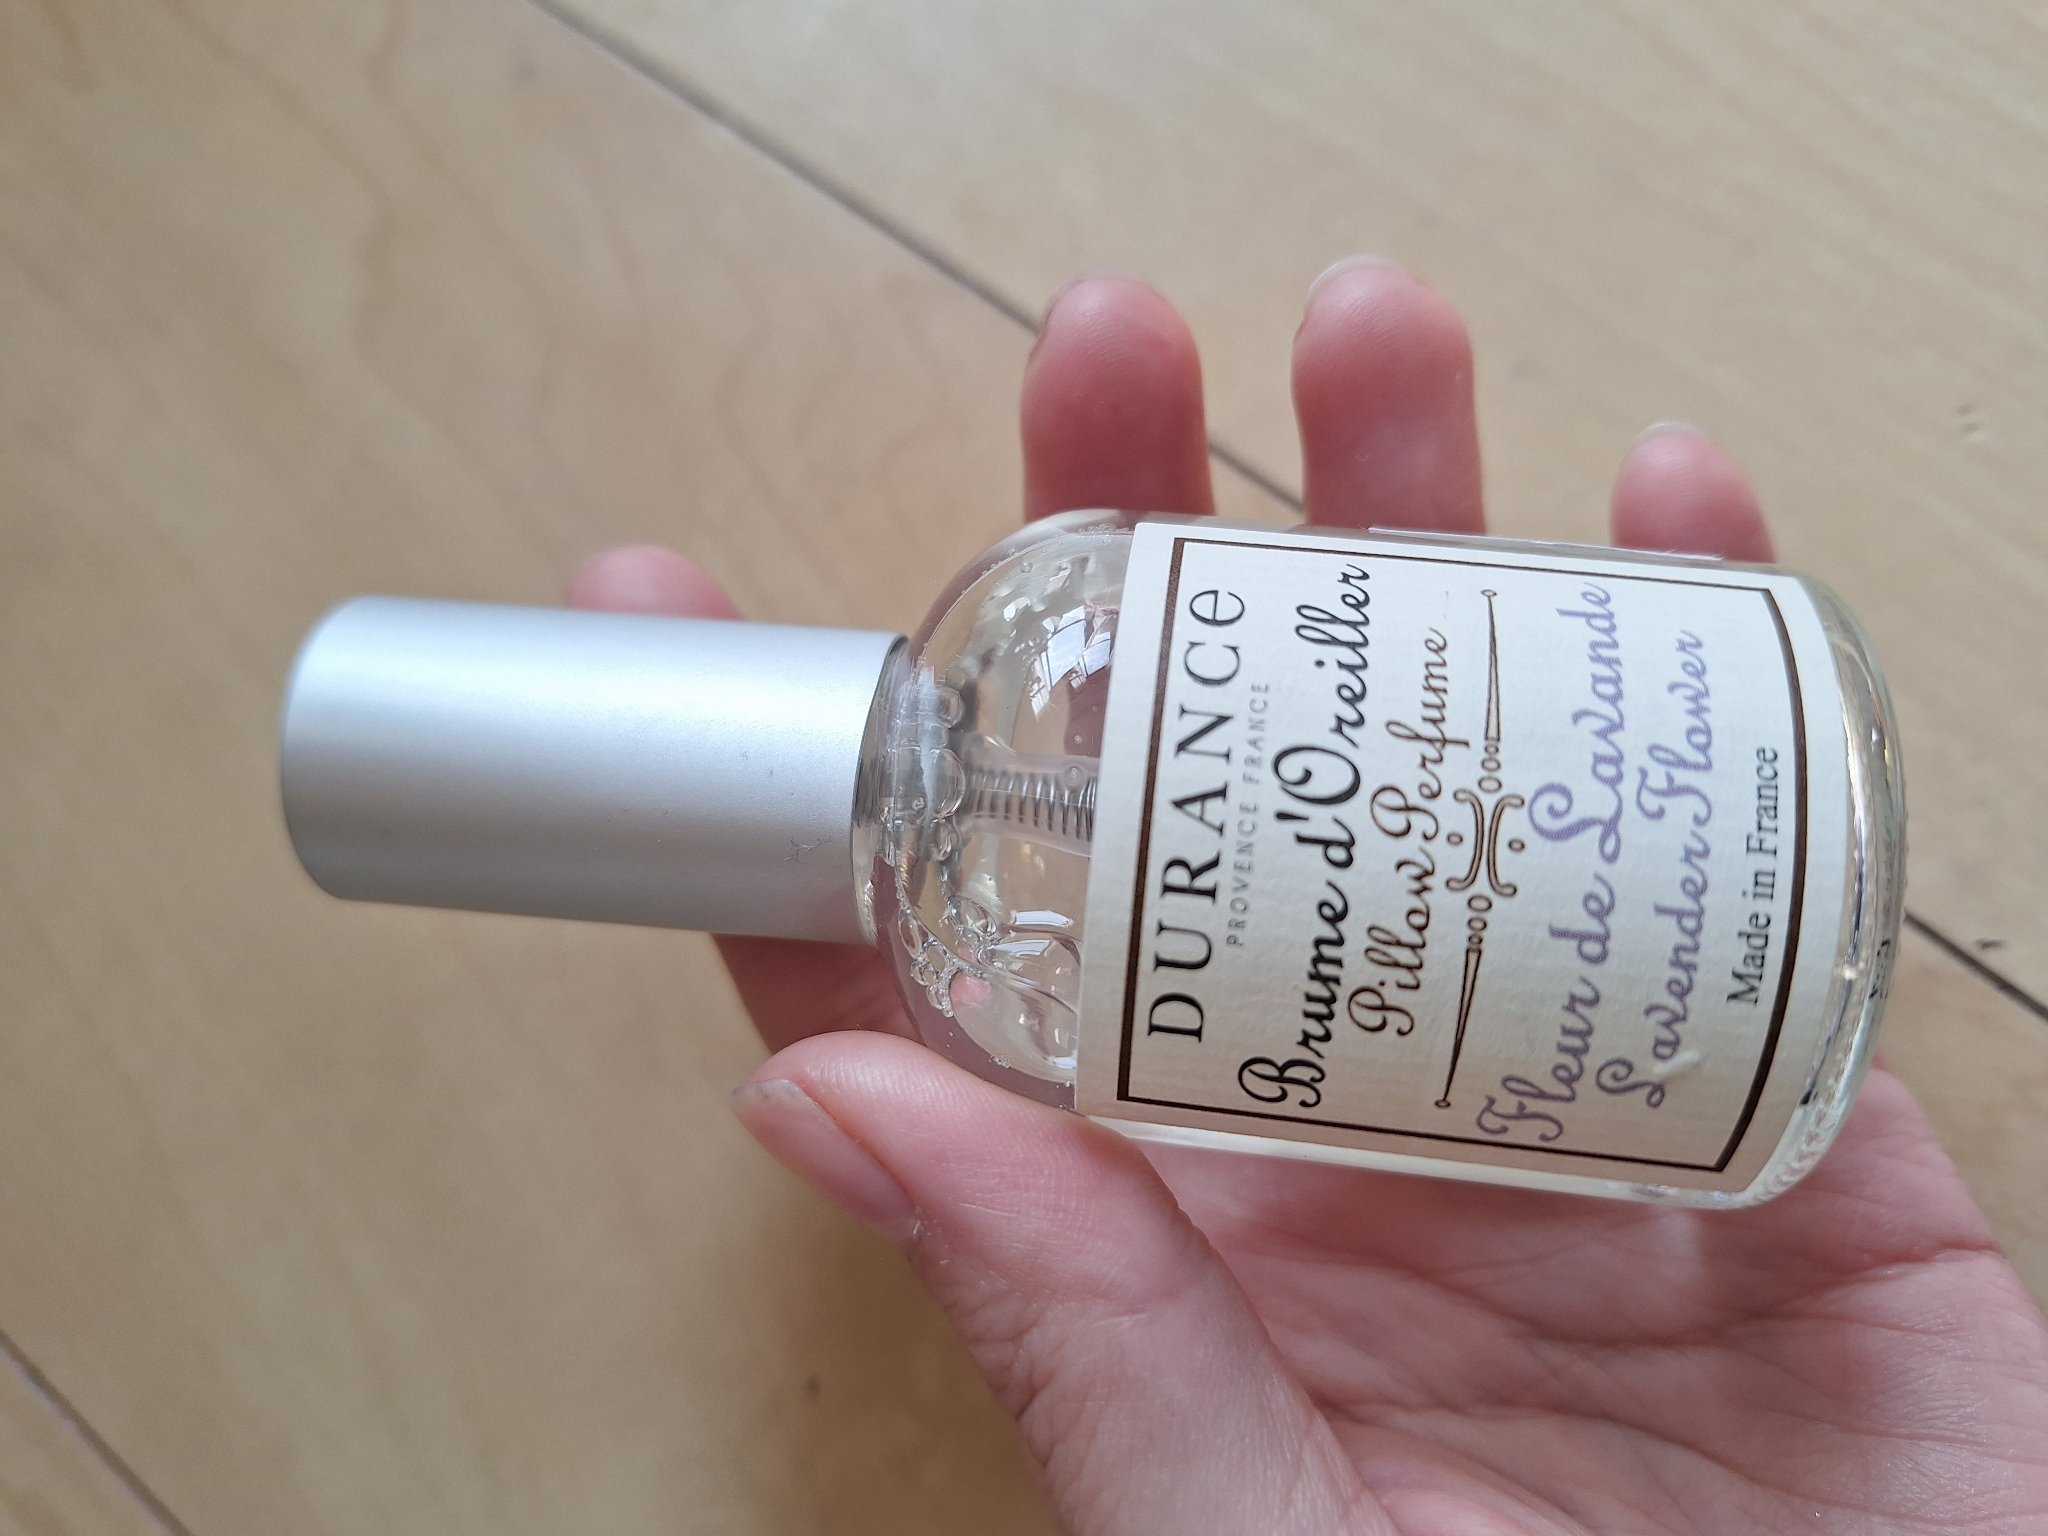 DURANCe
PROVENCE FRANCE
Brume d'Oreiller
Pillow Perfume
Fleur de Lavande
Lavender Flower
Made in France